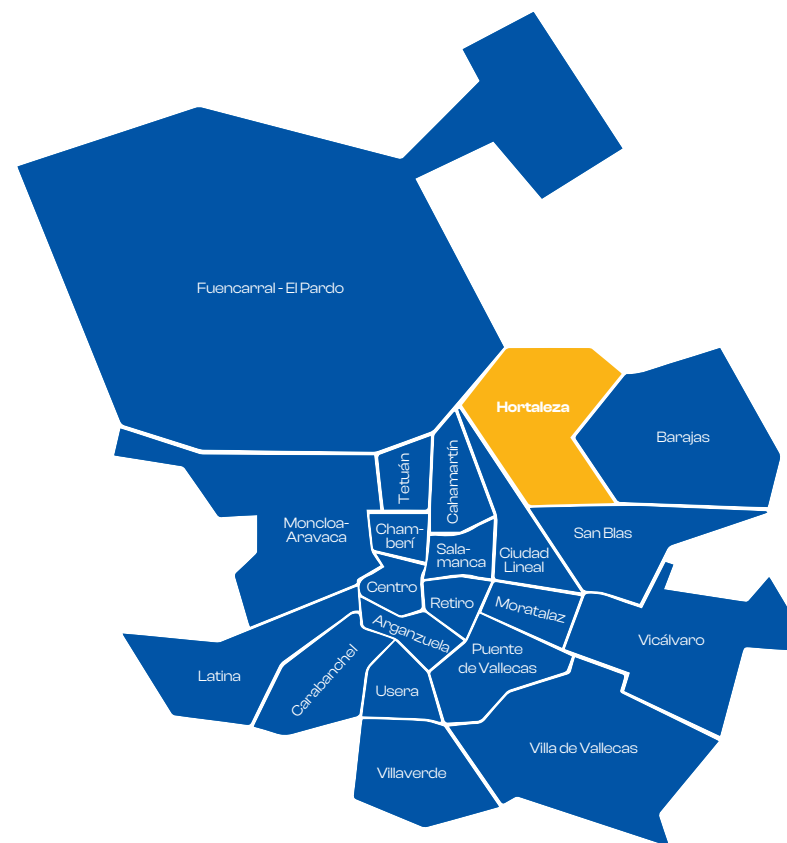 Fuencarral - El Pardo
Hortaleza
Barajas
Tetuán
Cahamartín
Moncloa-
Aravaca
Cham-
berí
San Blas
Sala-
manca
Ciudad
Lineal
Centro
Retiro
Moratalaz
Arganzuela
Vicálvaro
Puente
de Vallecas
Latina
Carabanchel
Usera
Villa de Vallecas
Villaverde